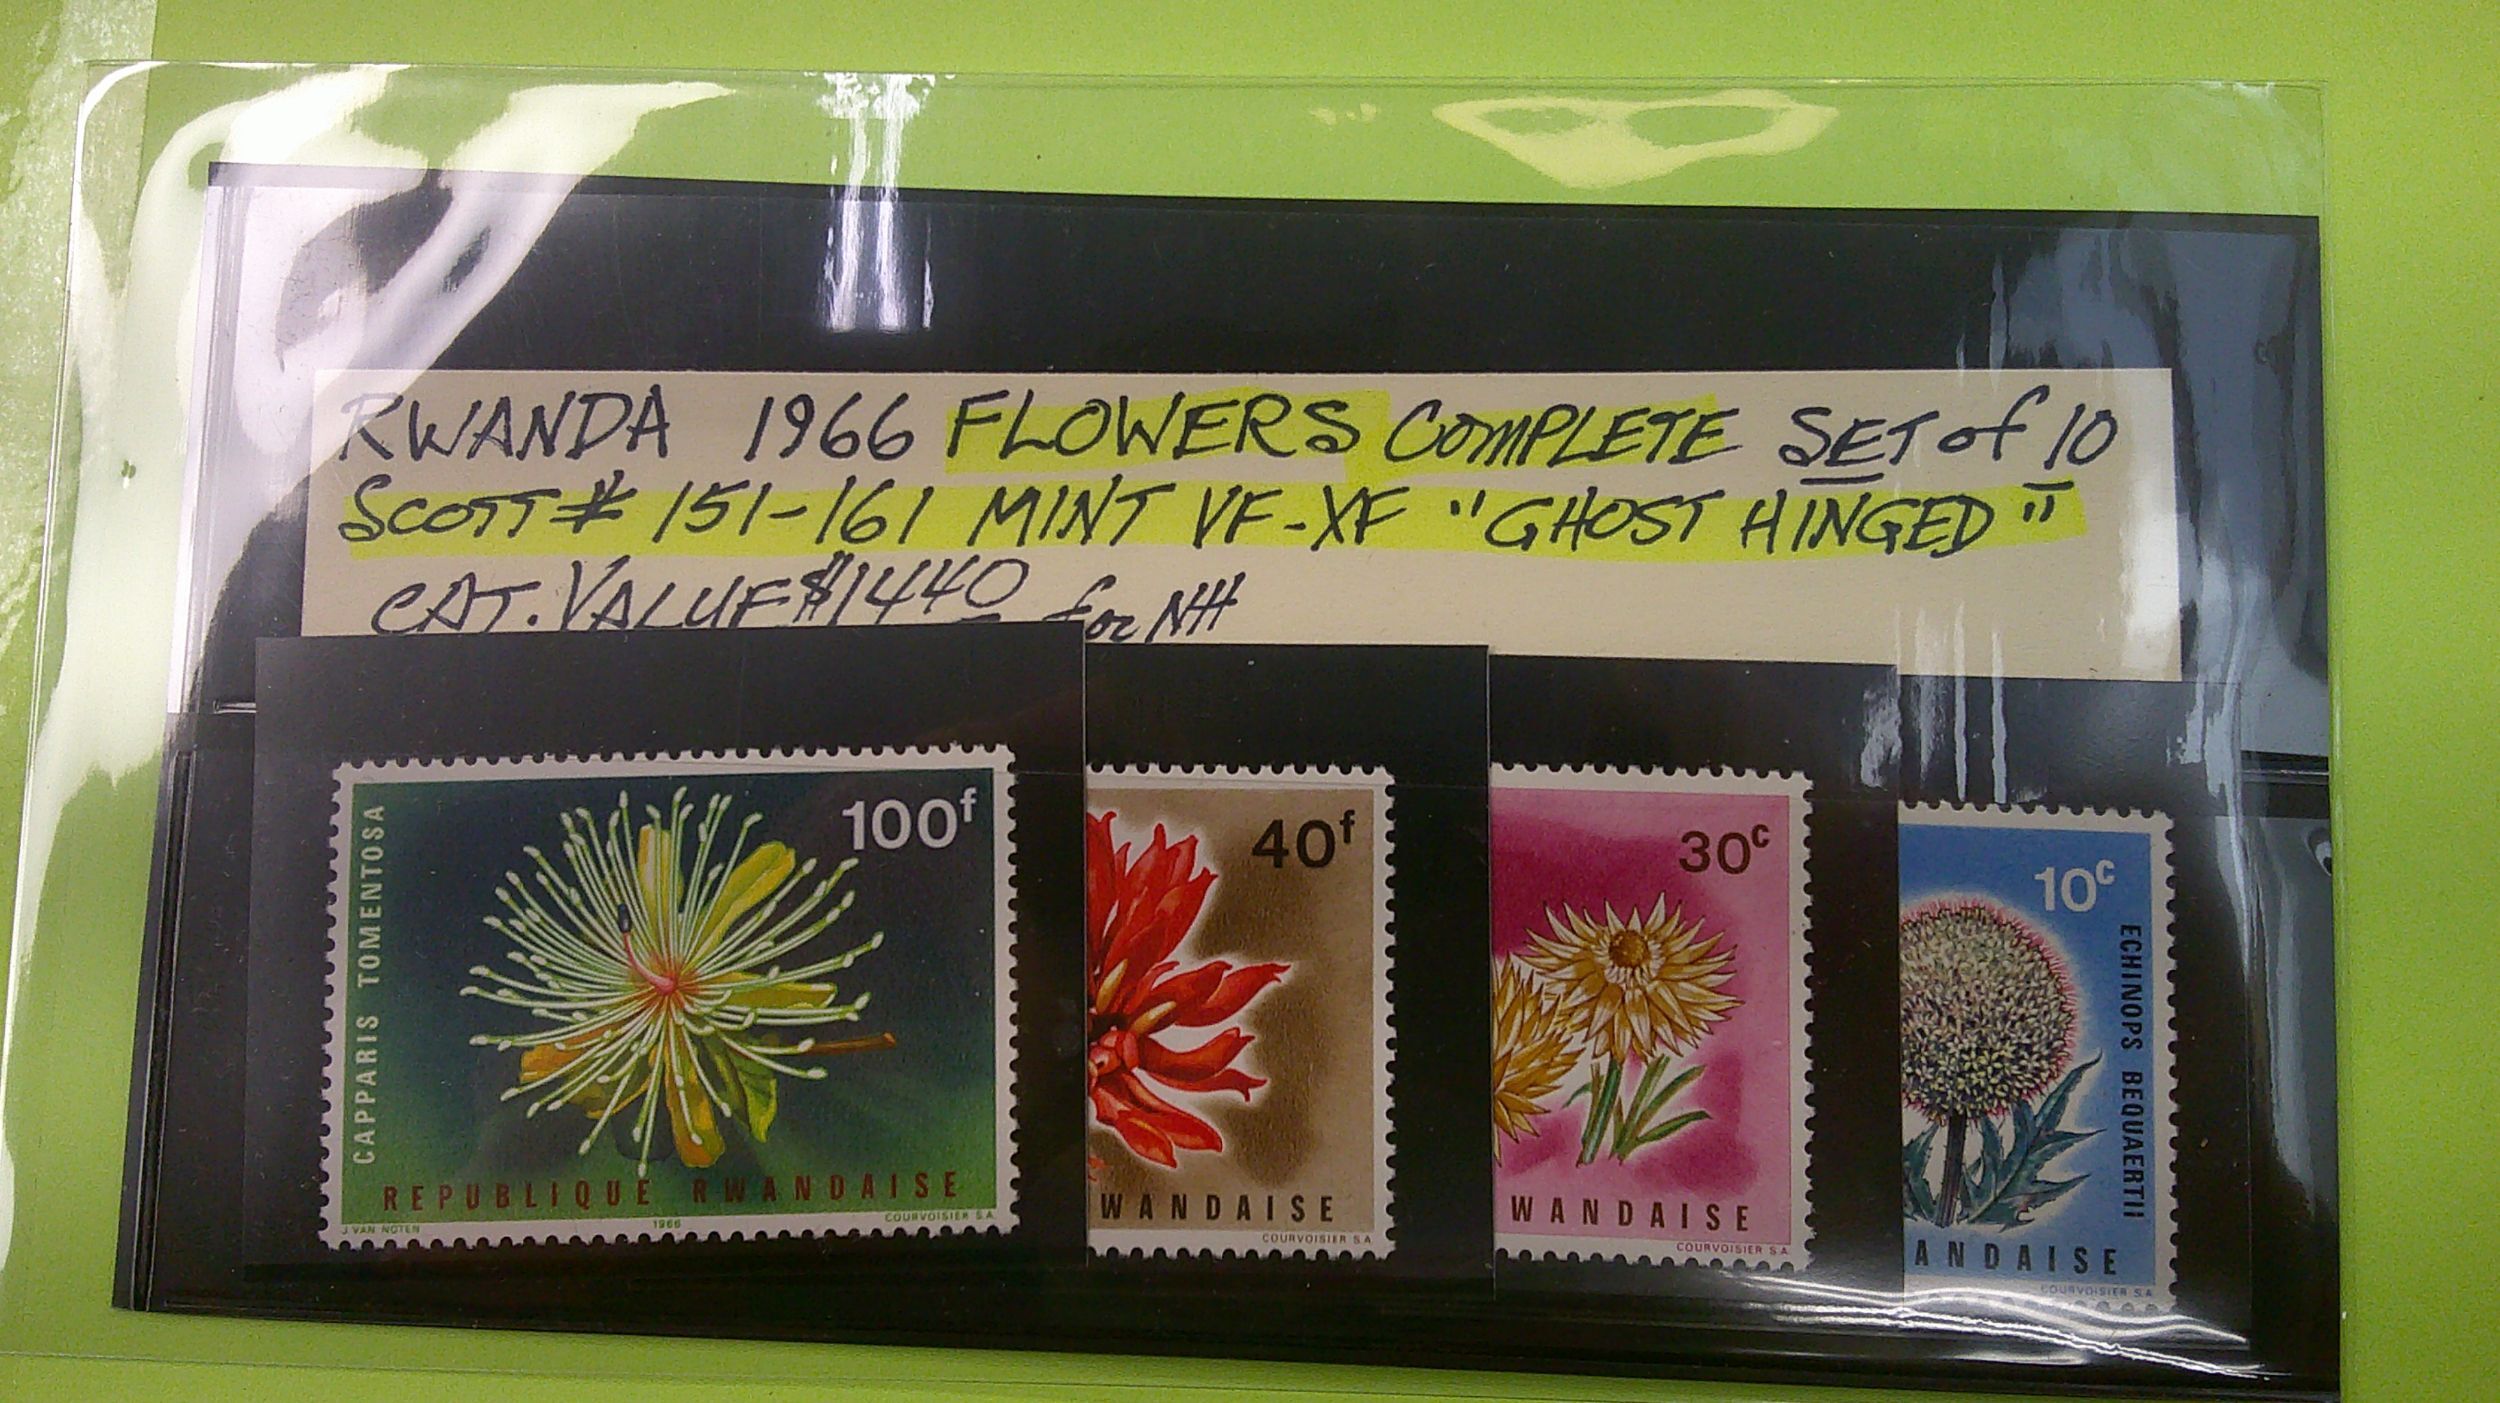 RWANDA 1966 FLOWERS COMPLETE SET of 10
SCOTT # 151-161 MINT VF-XF "GHOST HINGED"
CAT. VALUE $1440 for NH
100f
CAPPARIS TOMENTOSA
REPUBLIQUE RWANDAISE
J. VAN NOTEN 1966 COURVOISIER S.A.
40f
WANDAISE
COURVOISIER S.A.
30c
WANDAISE
COURVOISIER S.A.
10c
ECHINOPS BEQUAERTII
ANDAISE
COURVOISIER S.A.